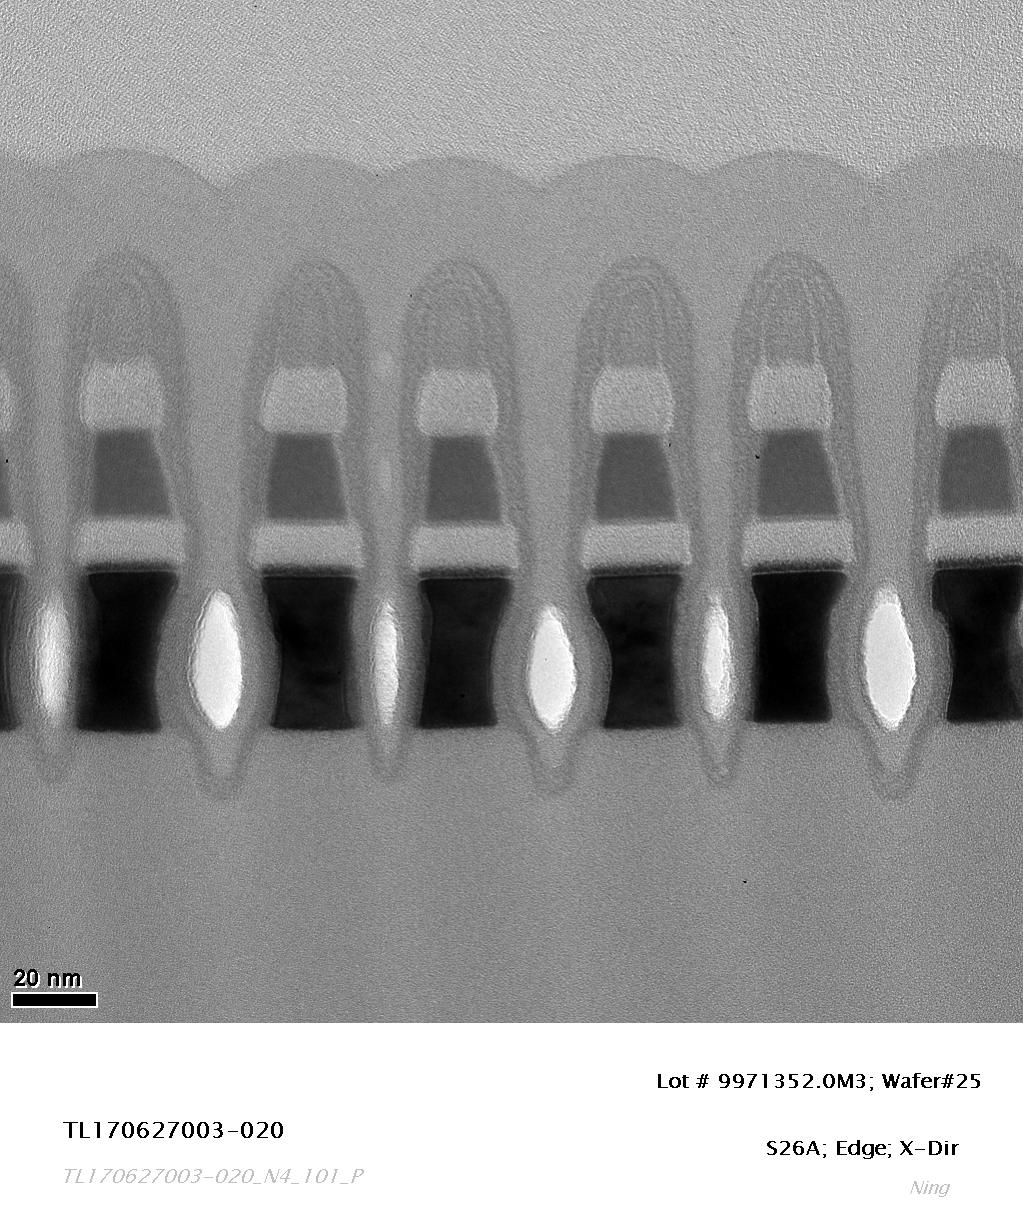 20 nm
Lot # 9971352.0M3; Wafer#25
TL170627003-020
S26A; Edge; X-Dir
TL170627003-020_N4_101_P
Ning